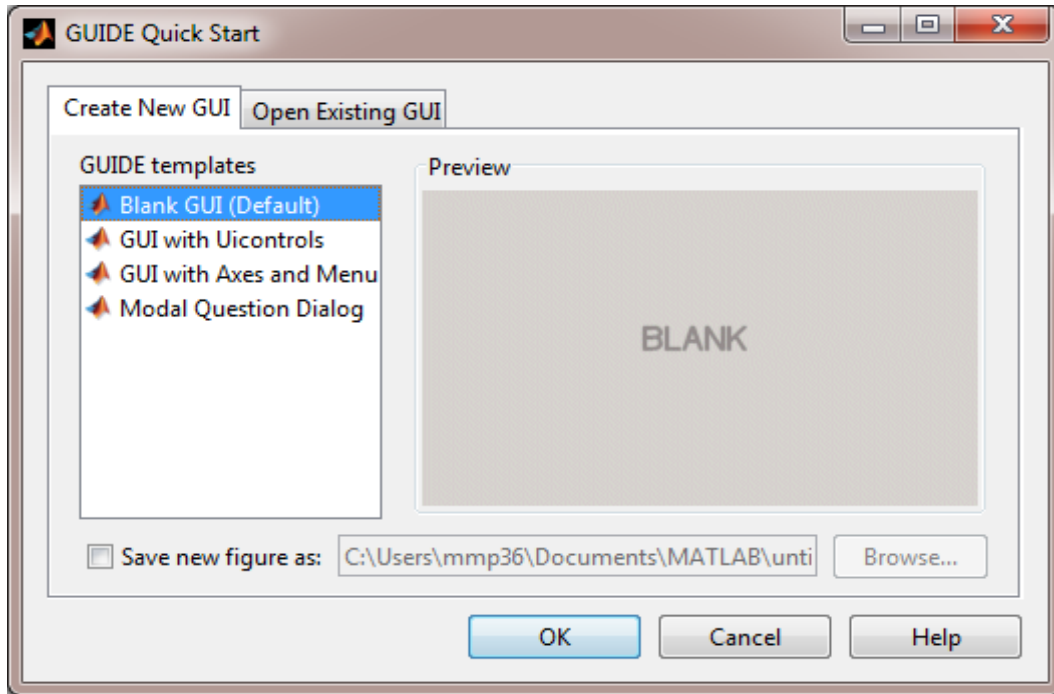 GUIDE Quick Start
Create New GUI
Open Existing GUI
GUIDE templates
Blank GUI (Default)
GUI with Uicontrols
GUI with Axes and Menu
Modal Question Dialog
Preview
BLANK
Save new figure as:
C:\Users\mmp36\Documents\MATLAB\unti
Browse...
OK
Cancel
Help